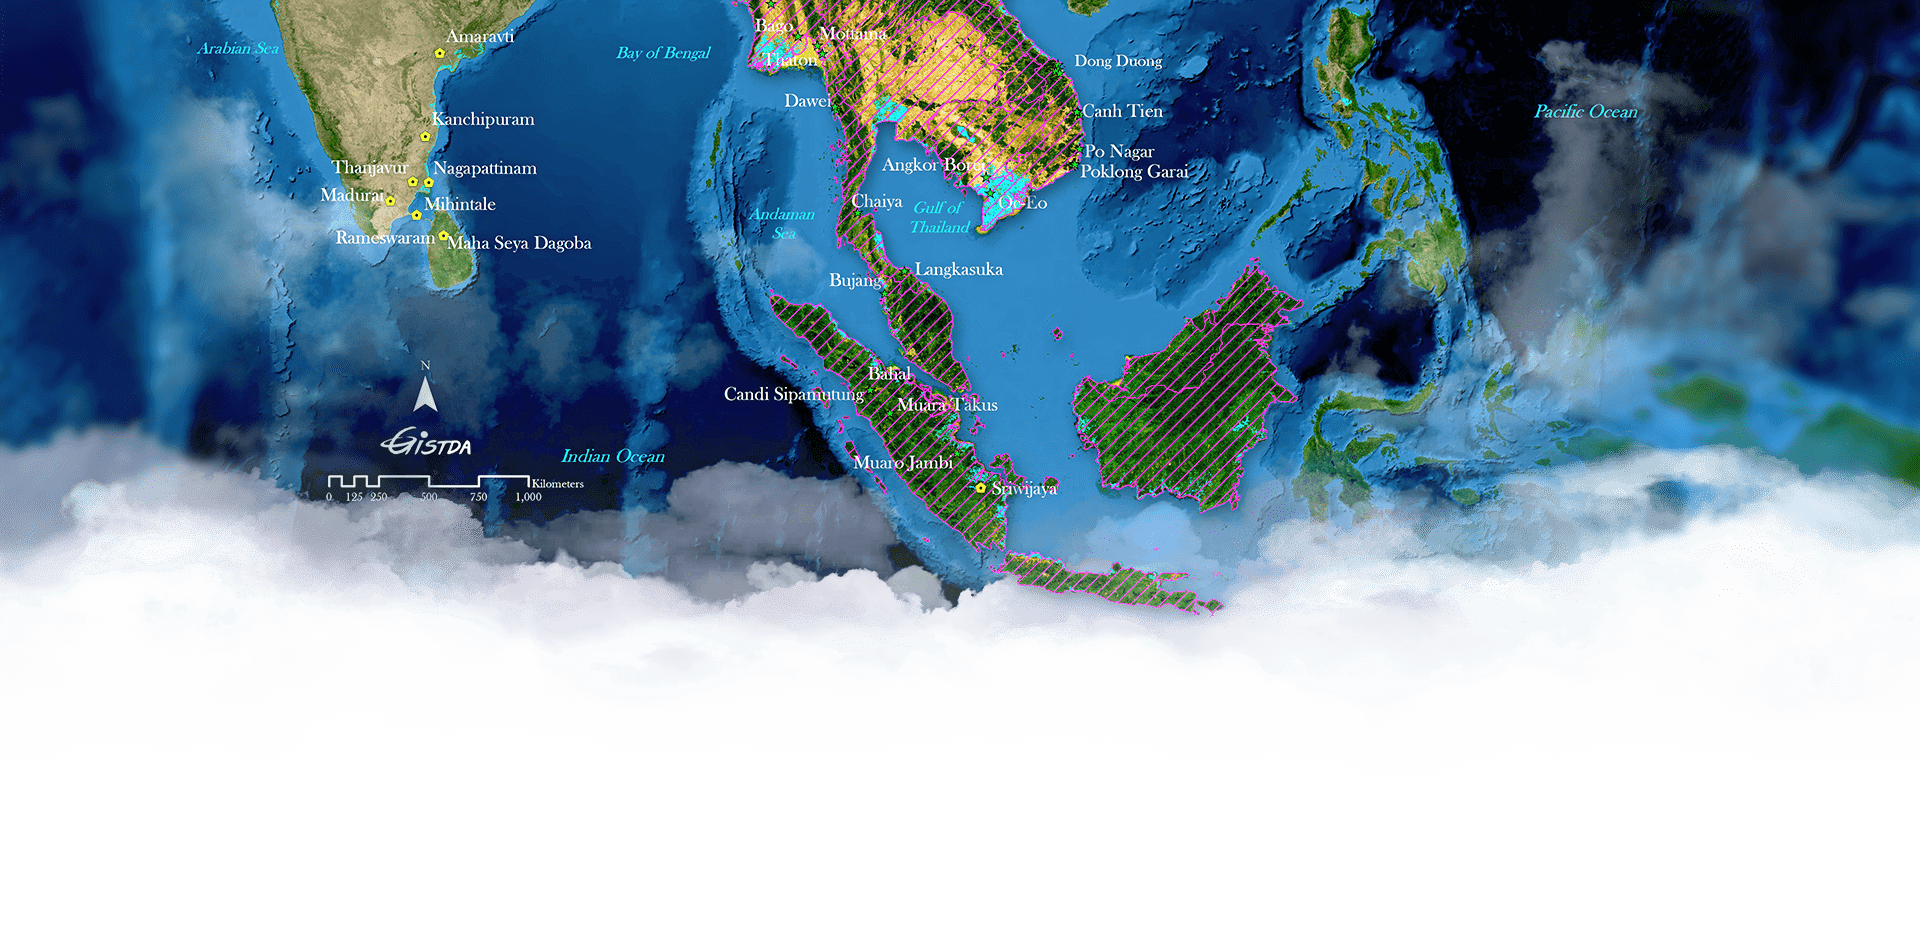 Arabian Sea
Amaravti
Bay of Bengal
Bago
Mottama
Thaton
Dong Duong
Dawei
Canh Tien
Pacific Ocean
Kanchipuram
Po Nagar
Angkor Borei
Thanjavur
Nagapattinam
Poklong Garai
Madurai
Mihintale
Chaiya
Gulf of
Thailand
Oc-Eo
Andaman
Sea
Rameswaram
Maha Seya Dagoba
Langkasuka
Bujang
N
Bahal
Candi Sipamutung
Muara Takus
GISTDA
Indian Ocean
Muaro Jambi
Kilometers
0 125 250 500 750 1,000
Sriwijaya